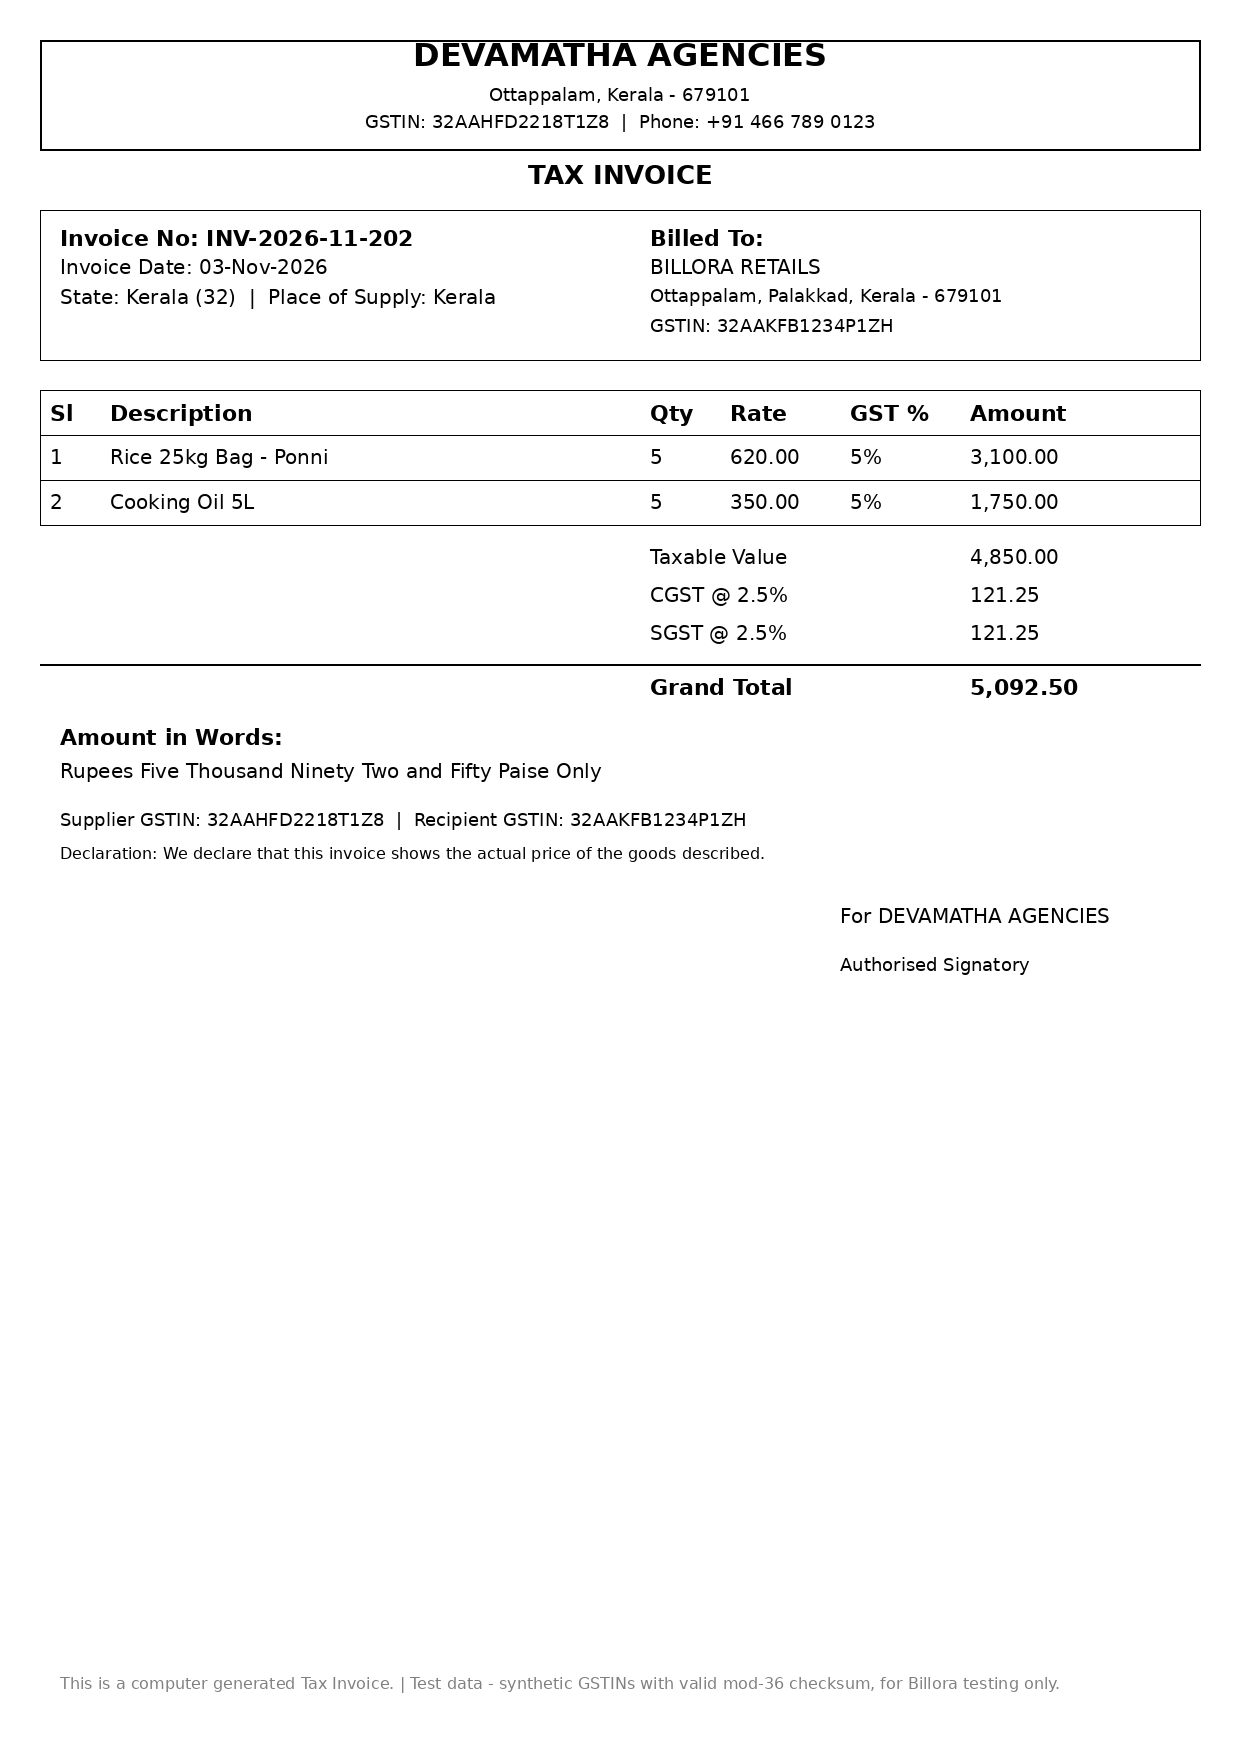 DEVAMATHA AGENCIES
Ottappalam, Kerala - 679101
GSTIN: 32AAHFD2218T1Z8 | Phone: +91 466 789 0123
TAX INVOICE
Invoice No: INV-2026-11-202
Invoice Date: 03-Nov-2026
State: Kerala (32) | Place of Supply: Kerala
Billed To:
BILLORA RETAILS
Ottappalam, Palakkad, Kerala - 679101
GSTIN: 32AAKFB1234P1ZH
Sl Description Qty Rate GST % Amount
1 Rice 25kg Bag - Ponni 5 620.00 5% 3,100.00
2 Cooking Oil 5L 5 350.00 5% 1,750.00
Taxable Value 4,850.00
CGST @ 2.5% 121.25
SGST @ 2.5% 121.25
Grand Total 5,092.50
Amount in Words:
Rupees Five Thousand Ninety Two and Fifty Paise Only
Supplier GSTIN: 32AAHFD2218T1Z8 | Recipient GSTIN: 32AAKFB1234P1ZH
Declaration: We declare that this invoice shows the actual price of the goods described.
For DEVAMATHA AGENCIES
Authorised Signatory
This is a computer generated Tax Invoice. | Test data - synthetic GSTINs with valid mod-36 checksum, for Billora testing only.